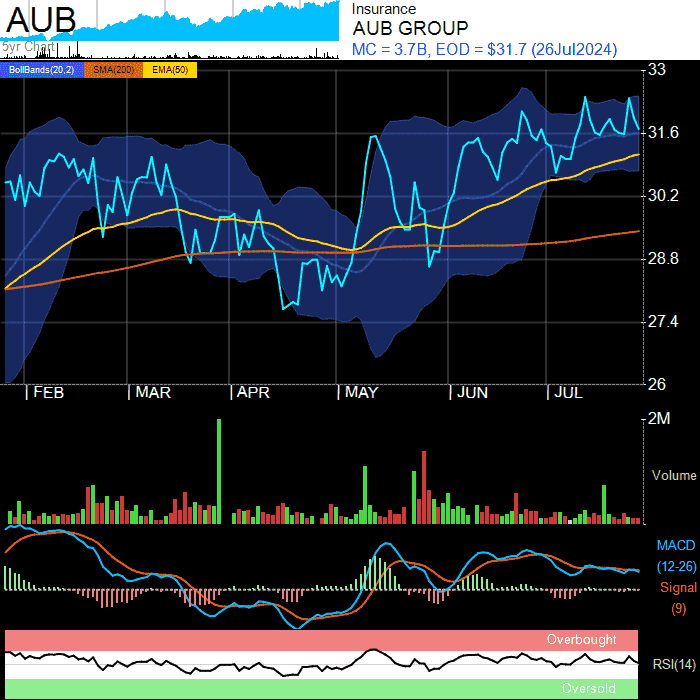 AUB
5yr Chart
Insurance
AUB GROUP
MC = 3.7B, EOD = $31.7 (26Jul2024)
BollBands(20,2) SMA(200) EMA(50)
33
31.6
30.2
28.8
27.4
26
FEB MAR APR MAY JUN JUL
2M
Volume
MACD
(12-26)
Signal
(9)
Overbought
RSI(14)
Oversold